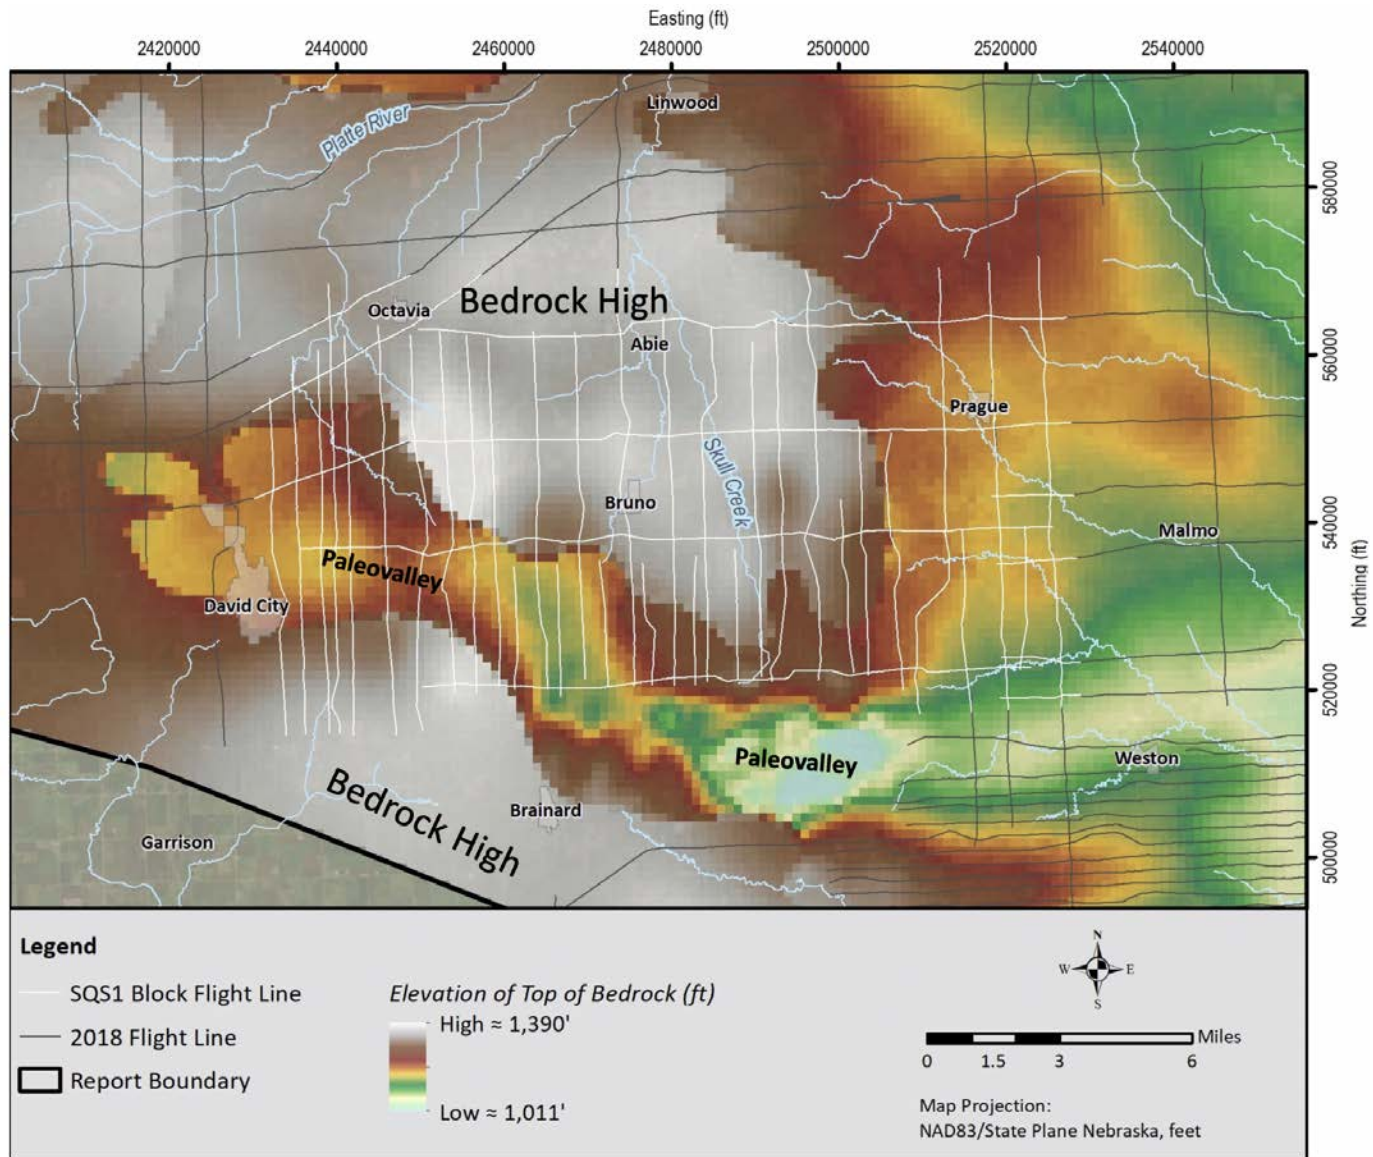 Easting (ft)
2420000 2440000 2460000 2480000 2500000 2520000 2540000
Linwood
Platte River
580000
Octavia
Bedrock High
Abie
560000
Prague
Skull Creek
Bruno
540000
Malmo
Northing (ft)
Paleovalley
David City
520000
Paleovalley
Weston
Bedrock High
Brainard
Garrison
500000
Legend
SQS1 Block Flight Line
2018 Flight Line
Report Boundary
Elevation of Top of Bedrock (ft)
High ≈ 1,390'
Low ≈ 1,011'
N
W E
S
Miles
0 1.5 3 6
Map Projection:
NAD83/State Plane Nebraska, feet